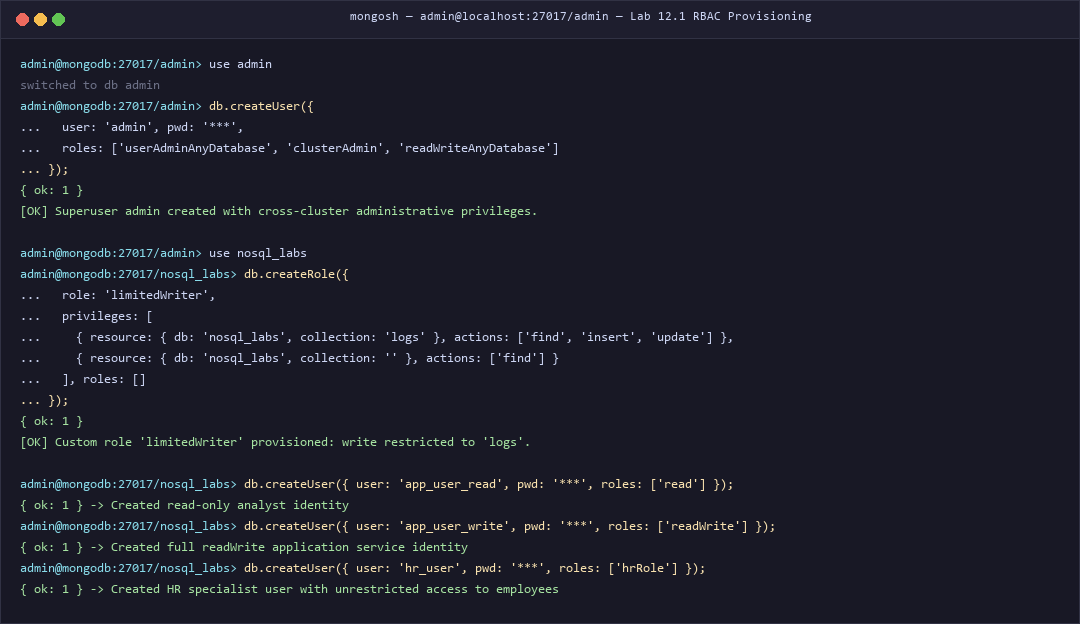 mongosh — admin@localhost:27017/admin — Lab 12.1 RBAC Provisioning
admin@mongodb:27017/admin> use admin
switched to db admin
admin@mongodb:27017/admin> db.createUser({
...   user: 'admin', pwd: '***',
...   roles: ['userAdminAnyDatabase', 'clusterAdmin', 'readWriteAnyDatabase']
... });
{ ok: 1 }
[OK] Superuser admin created with cross-cluster administrative privileges.
admin@mongodb:27017/admin> use nosql_labs
admin@mongodb:27017/nosql_labs> db.createRole({
...   role: 'limitedWriter',
...   privileges: [
...     { resource: { db: 'nosql_labs', collection: 'logs' }, actions: ['find', 'insert', 'update'] },
...     { resource: { db: 'nosql_labs', collection: '' }, actions: ['find'] }
...   ], roles: []
... });
{ ok: 1 }
[OK] Custom role 'limitedWriter' provisioned: write restricted to 'logs'.
admin@mongodb:27017/nosql_labs> db.createUser({ user: 'app_user_read', pwd: '***', roles: ['read'] });
{ ok: 1 } -> Created read-only analyst identity
admin@mongodb:27017/nosql_labs> db.createUser({ user: 'app_user_write', pwd: '***', roles: ['readWrite'] });
{ ok: 1 } -> Created full readWrite application service identity
admin@mongodb:27017/nosql_labs> db.createUser({ user: 'hr_user', pwd: '***', roles: ['hrRole'] });
{ ok: 1 } -> Created HR specialist user with unrestricted access to employees